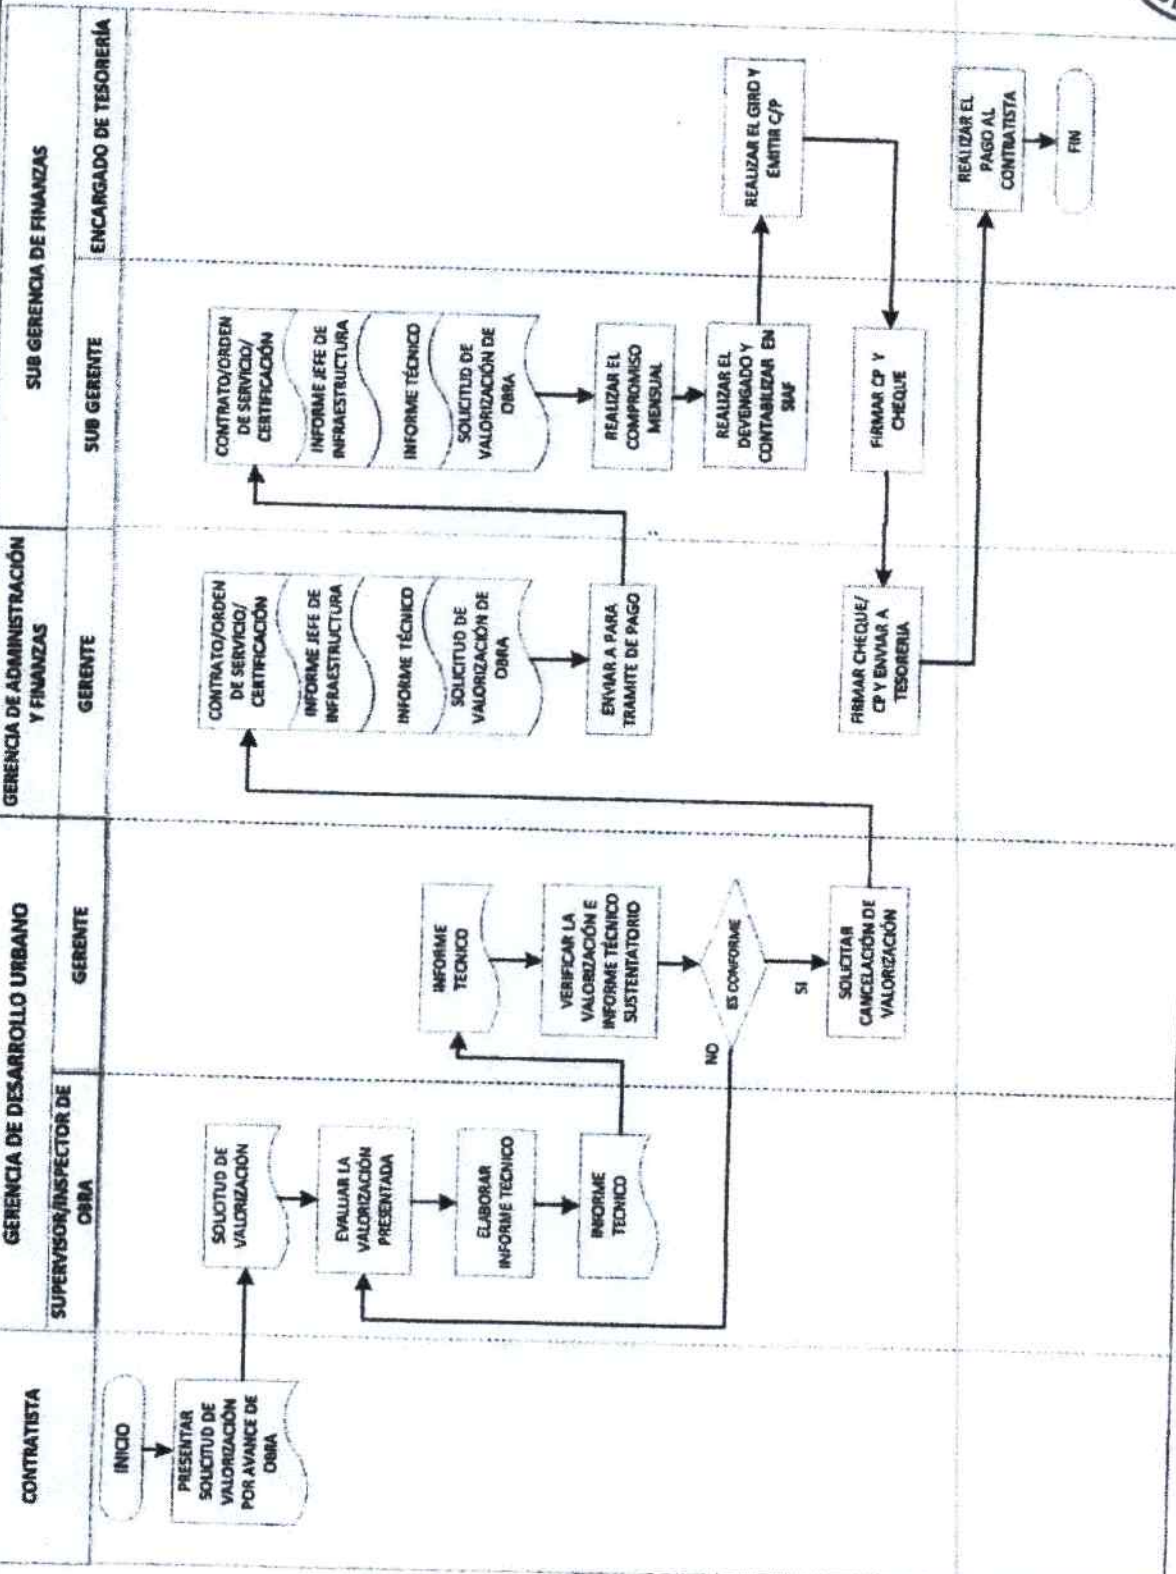 CONTRATISTA
GERENCIA DE DESARROLLO URBANO
SUPERVISOR/INSPECTOR DE
OBRA
GERENTE
GERENCIA DE ADMINISTRACIÓN
Y FINANZAS
GERENTE
SUB GERENCIA DE FINANZAS
SUB GERENTE
ENCARGADO DE TESORERÍA
INICIO
PRESENTAR
SOLICITUD DE
VALORIZACIÓN
POR AVANCE DE
OBRA
SOLICITUD DE
VALORIZACIÓN
EVALUAR LA
VALORIZACIÓN
PRESENTADA
ELABORAR
INFORME TECNICO
INFORME
TECNICO
INFORME
TECNICO
VERIFICAR LA
VALORIZACIÓN E
INFORME TÉCNICO
SUSTENTATORIO
ES CONFORME
NO
SI
SOLICITAR
CANCELACIÓN DE
VALORIZACIÓN
CONTRATO/ORDEN
DE SERVICIO/
CERTIFICACIÓN
INFORME JEFE DE
INFRAESTRUCTURA
INFORME TÉCNICO
SOLICITUD DE
VALORIZACIÓN DE
OBRA
ENVIAR A PARA
TRAMITE DE PAGO
CONTRATO/ORDEN
DE SERVICIO/
CERTIFICACIÓN
INFORME JEFE DE
INFRAESTRUCTURA
INFORME TÉCNICO
SOLICITUD DE
VALORIZACIÓN DE
OBRA
REALIZAR EL
COMPROMISO
MENSUAL
REALIZAR EL
DEVENGADO Y
CONTABILIZAR EN
SIAF
REALIZAR EL GIRO Y
EMITIR C/P
FIRMAR CP Y
CHEQUE
FIRMAR CHEQUE/
CP Y ENVIAR A
TESORERIA
REALIZAR EL
PAGO AL
CONTRATISTA
FIN